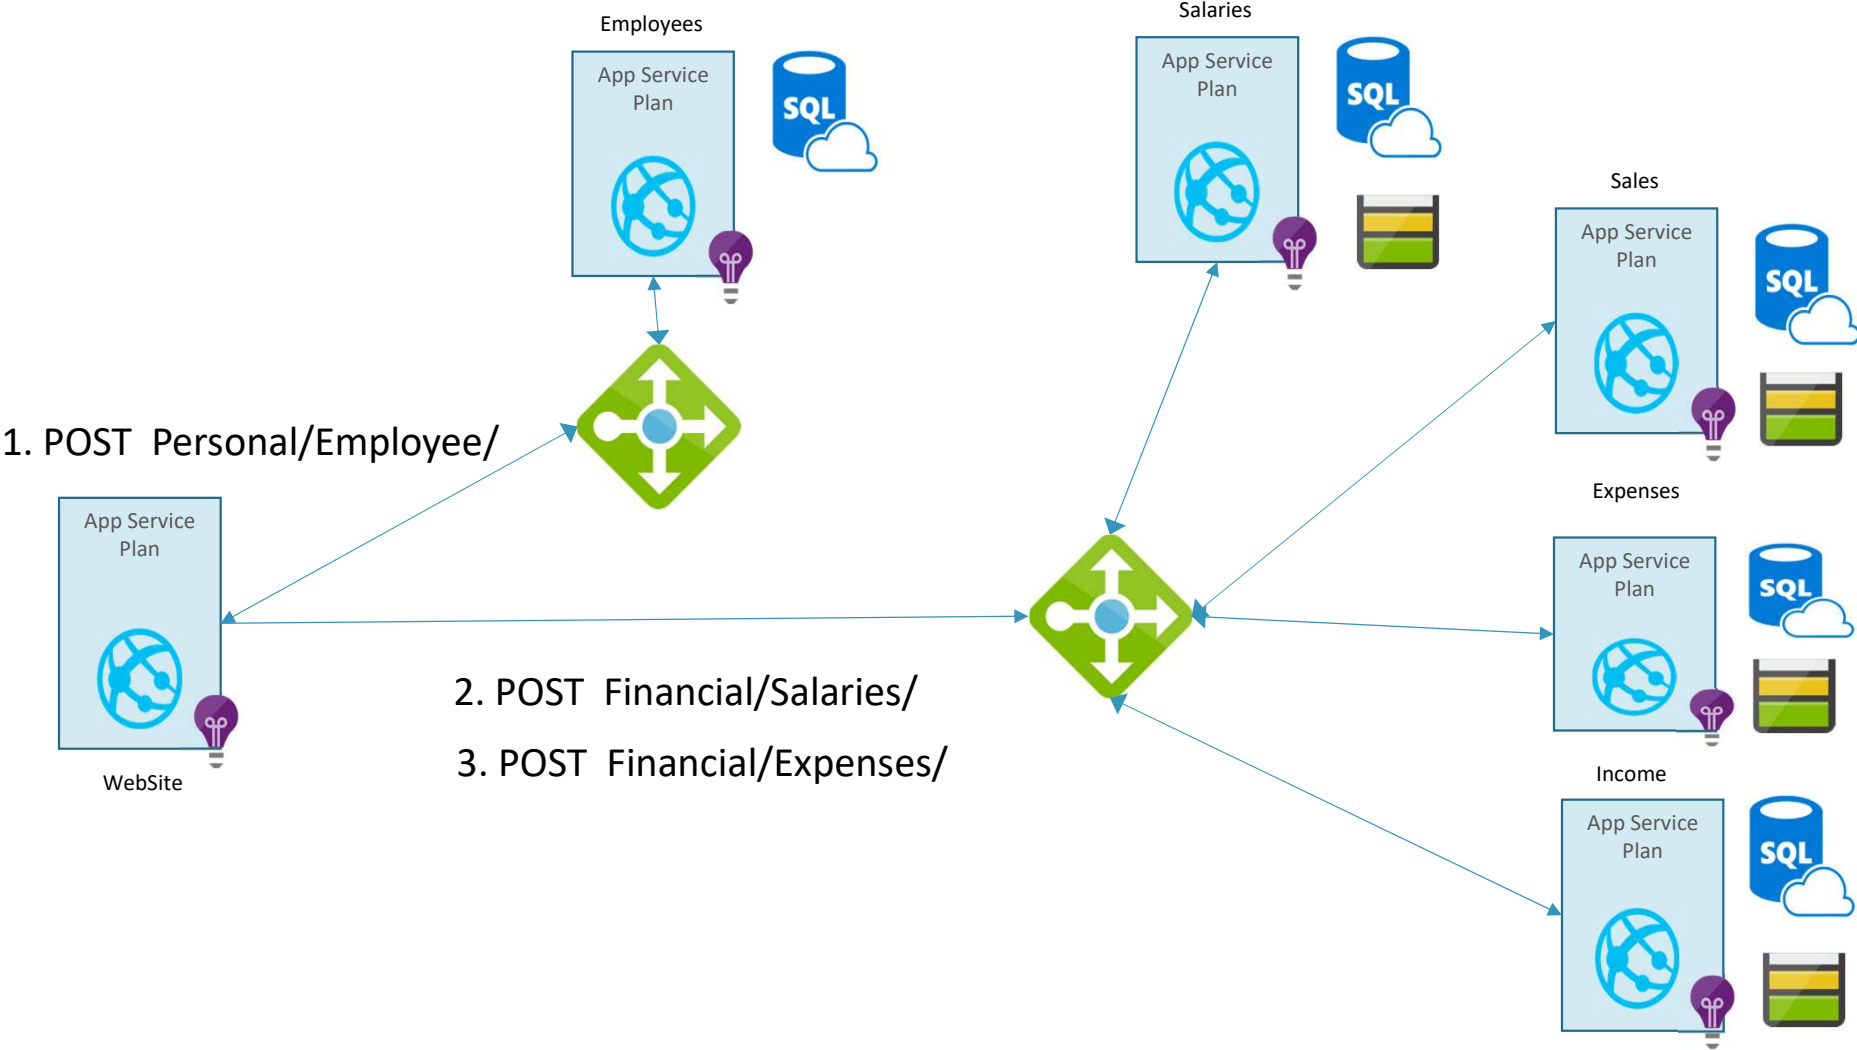 Employees
App Service
Plan
SQL
Salaries
App Service
Plan
SQL
Sales
App Service
Plan
SQL
1. POST  Personal/Employee/
App Service
Plan
WebSite
2. POST  Financial/Salaries/
3. POST  Financial/Expenses/
Expenses
App Service
Plan
SQL
Income
App Service
Plan
SQL